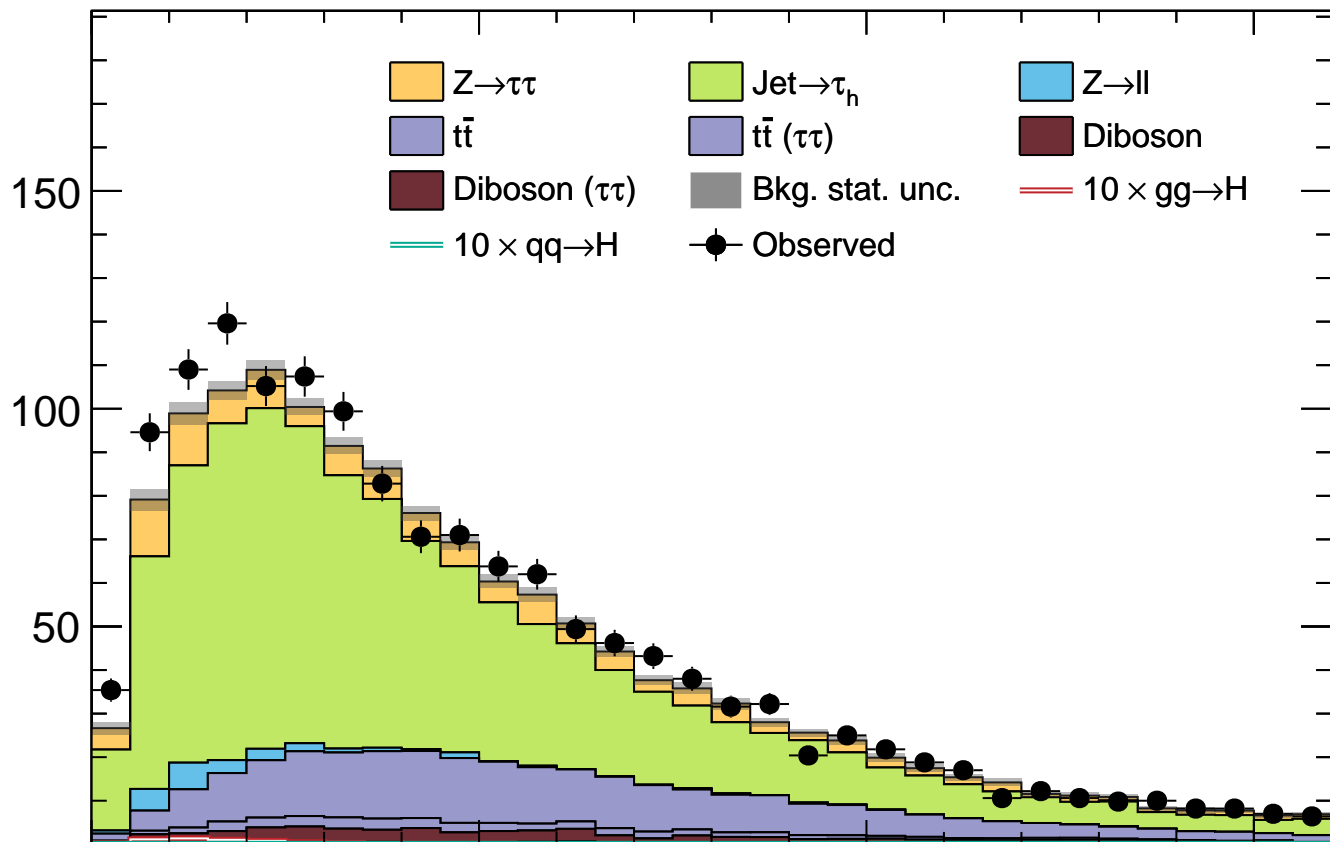 Z→ττ Jet→τₕ Z→ll
tt̄ tt̄ (ττ) Diboson
Diboson (ττ) Bkg. stat. unc. 10 × gg→H
10 × qq→H Observed
150
100
50